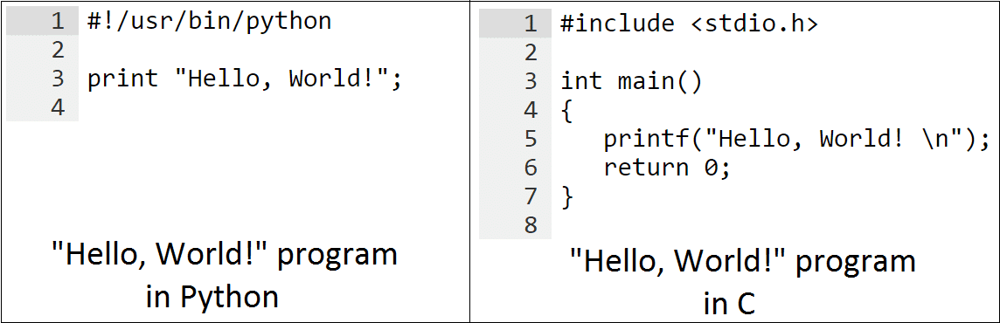 1 #!/usr/bin/python
2
3 print "Hello, World!";
4
"Hello, World!" program
in Python
1 #include <stdio.h>
2
3 int main()
4 {
5    printf("Hello, World! \n");
6    return 0;
7 }
8
"Hello, World!" program
in C